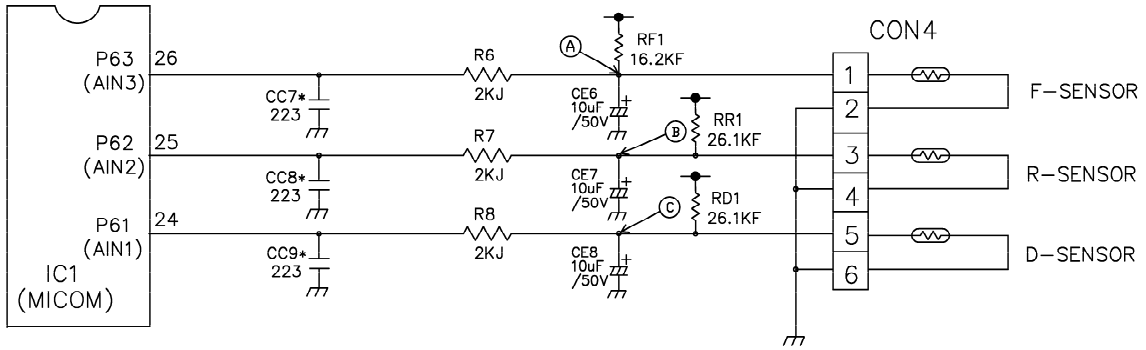 CON4
P63
(AIN3)
26
R6
2KJ
A
RF1
16.2KF
CC7*
223
CE6
10uF
/50V
+
1
2
F-SENSOR
P62
(AIN2)
25
R7
2KJ
B
RR1
26.1KF
CC8*
223
CE7
10uF
/50V
+
3
4
R-SENSOR
P61
(AIN1)
24
R8
2KJ
C
RD1
26.1KF
CC9*
223
CE8
10uF
/50V
+
5
6
D-SENSOR
IC1
(MICOM)